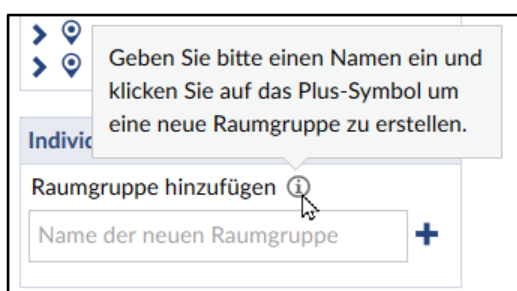 Geben Sie bitte einen Namen ein und
klicken Sie auf das Plus-Symbol um
eine neue Raumgruppe zu erstellen.
Raumgruppe hinzufügen
Name der neuen Raumgruppe